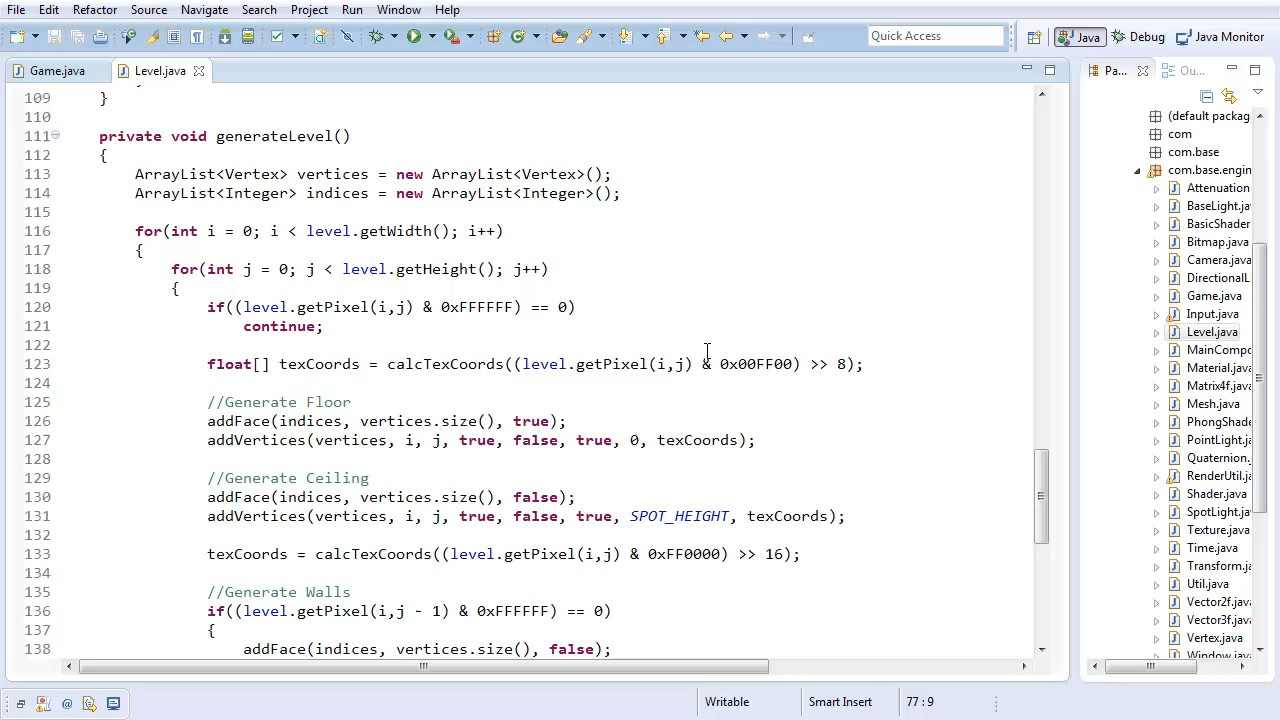 File Edit Refactor Source Navigate Search Project Run Window Help
Quick Access Java Debug Java Monitor
Game.java Level.java Pa... Ou...
109 }
110
111 private void generateLevel()
112 {
113 ArrayList<Vertex> vertices = new ArrayList<Vertex>();
114 ArrayList<Integer> indices = new ArrayList<Integer>();
115
116 for(int i = 0; i < level.getWidth(); i++)
117 {
118 for(int j = 0; j < level.getHeight(); j++)
119 {
120 if((level.getPixel(i,j) & 0xFFFFFF) == 0)
121 continue;
122
123 float[] texCoords = calcTexCoords((level.getPixel(i,j) & 0x00FF00) >> 8);
124
125 //Generate Floor
126 addFace(indices, vertices.size(), true);
127 addVertices(vertices, i, j, true, false, true, 0, texCoords);
128
129 //Generate Ceiling
130 addFace(indices, vertices.size(), false);
131 addVertices(vertices, i, j, true, false, true, SPOT_HEIGHT, texCoords);
132
133 texCoords = calcTexCoords((level.getPixel(i,j) & 0xFF0000) >> 16);
134
135 //Generate Walls
136 if((level.getPixel(i,j - 1) & 0xFFFFFF) == 0)
137 {
138 addFace(indices, vertices.size(), false);
(default packag
com
com.base
com.base.engin
Attenuation
BaseLight.jav
BasicShader
Bitmap.java
Camera.java
DirectionalL
Game.java
Input.java
Level.java
MainCompo
Material.java
Matrix4f.java
Mesh.java
PhongShade
PointLight.ja
Quaternion.
RenderUtil.ja
Shader.java
SpotLight.jav
Texture.java
Time.java
Transform.ja
Util.java
Vector2f.java
Vector3f.java
Vertex.java
Window.java
Writable Smart Insert 77 : 9